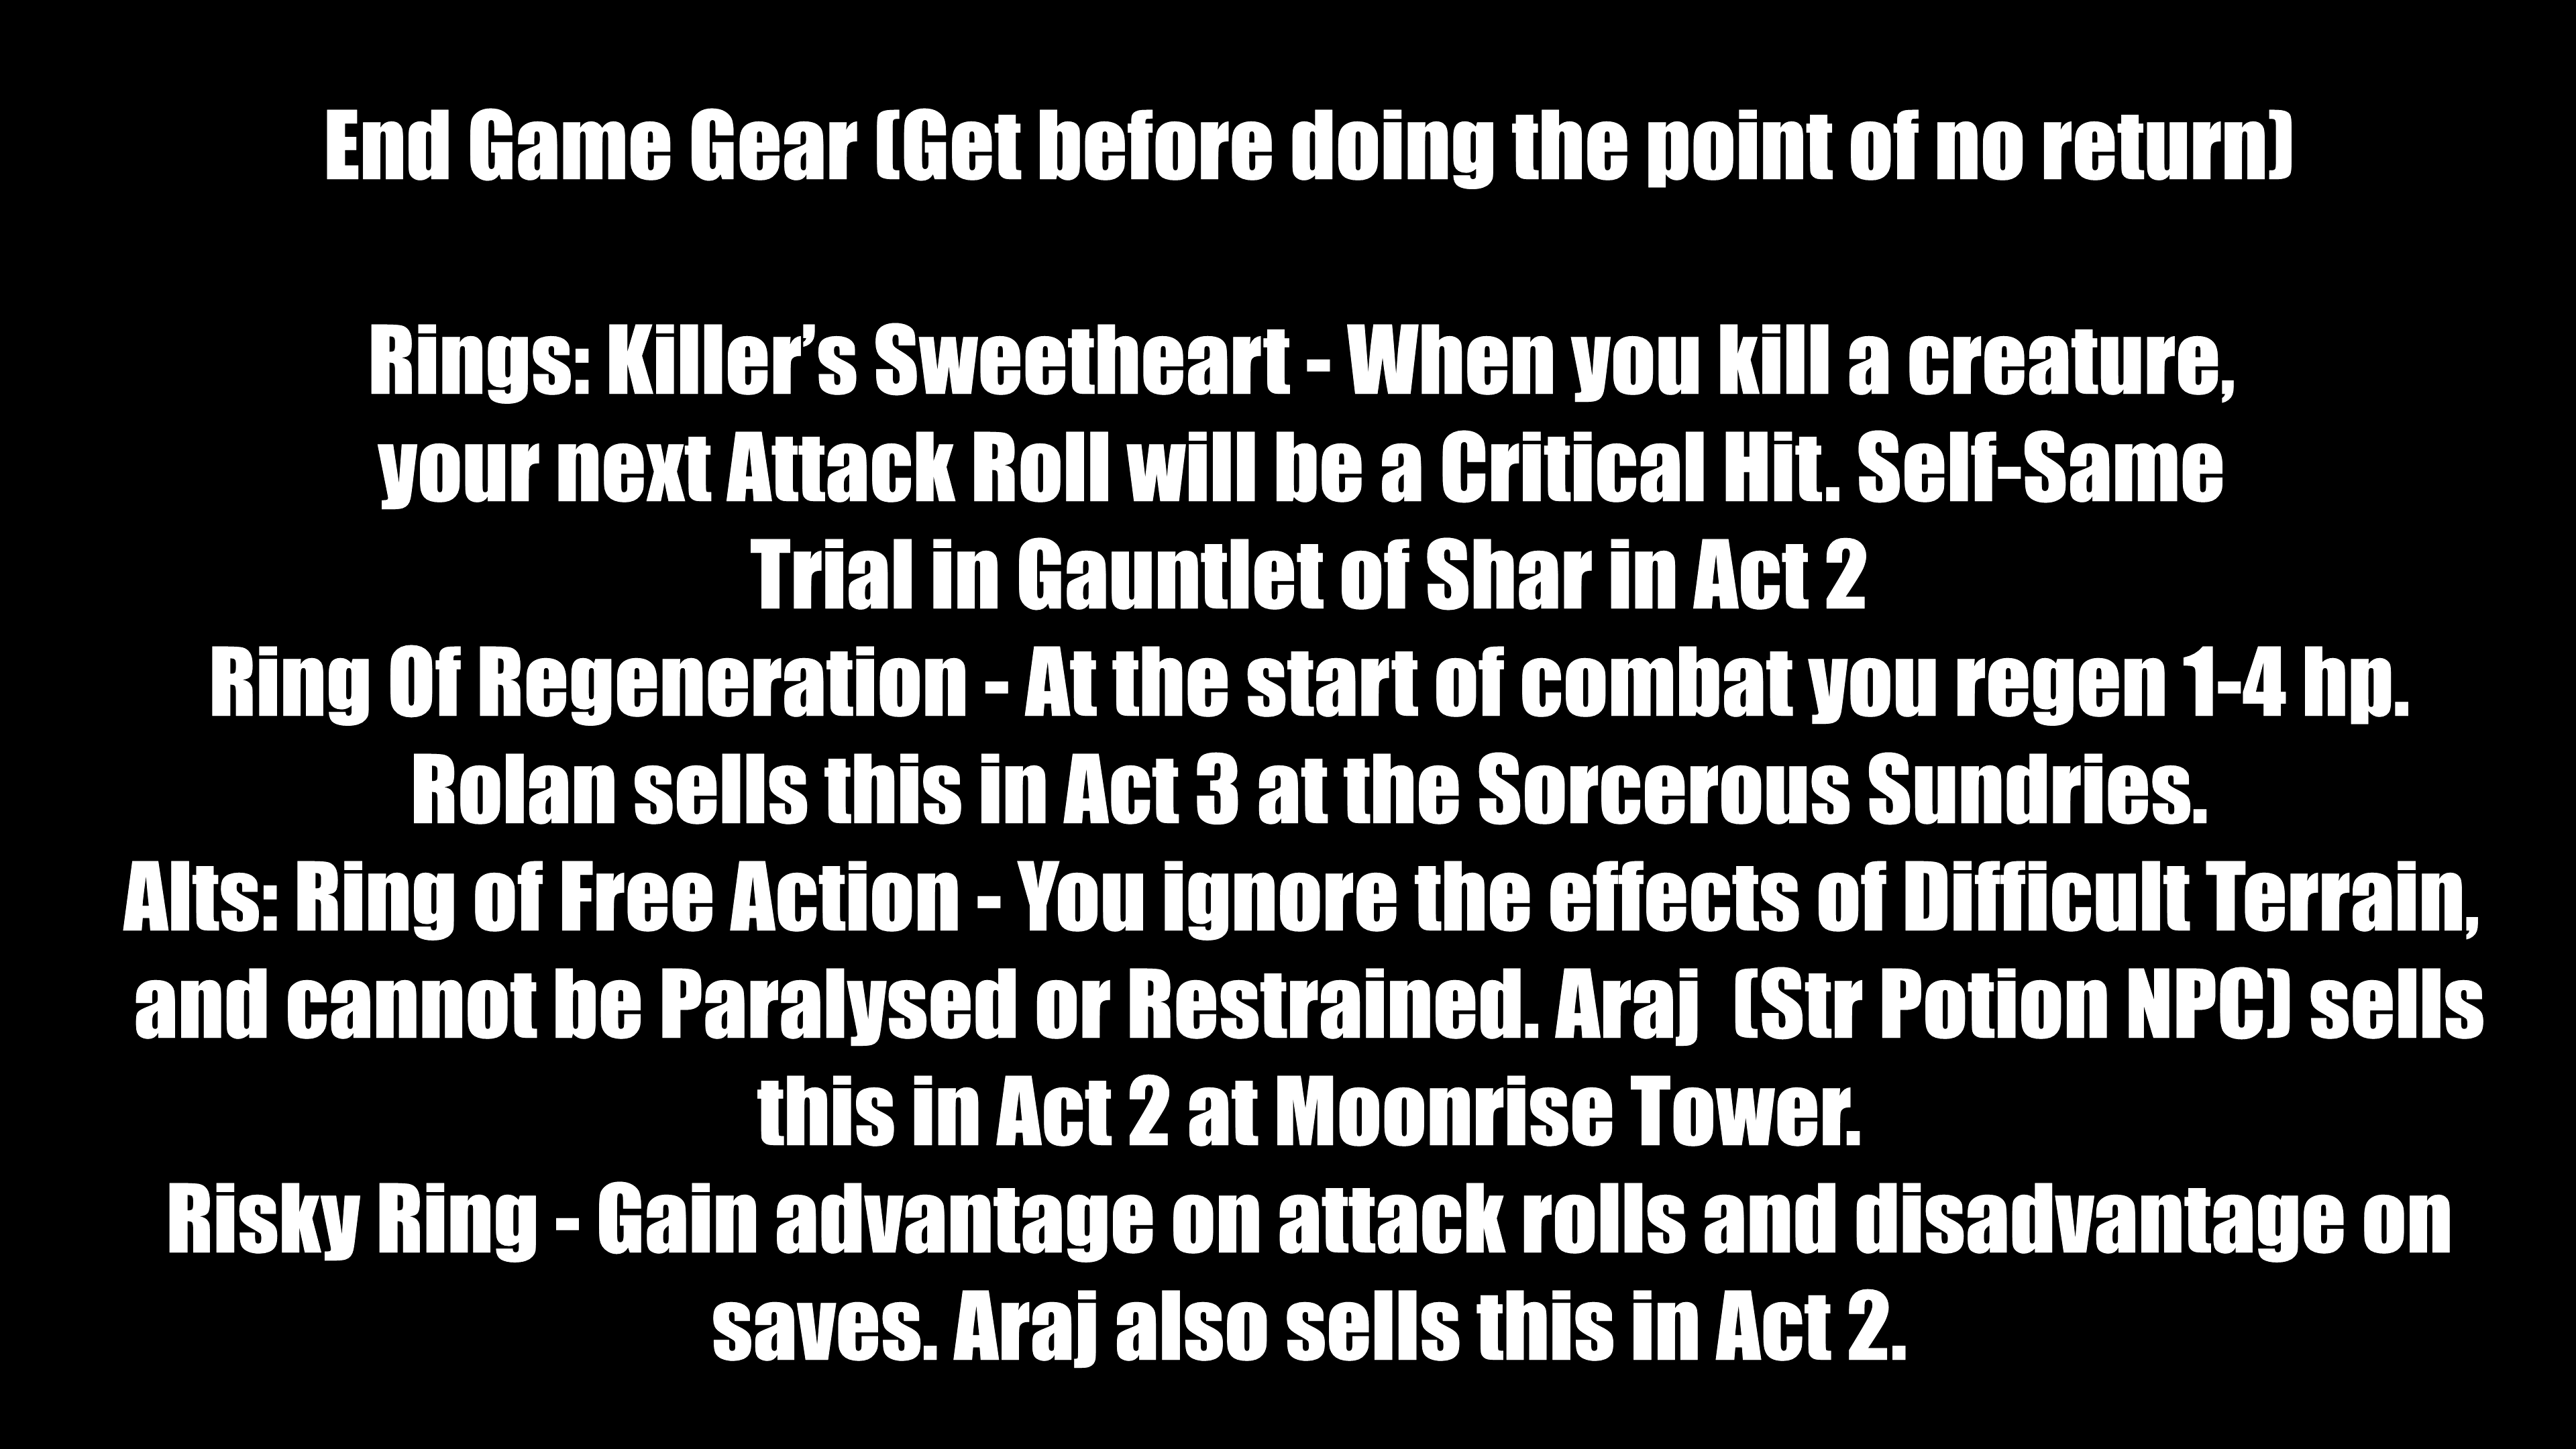 End Game Gear (Get before doing the point of no return)
Rings: Killer’s Sweetheart - When you kill a creature,
your next Attack Roll will be a Critical Hit. Self-Same
Trial in Gauntlet of Shar in Act 2
Ring Of Regeneration - At the start of combat you regen 1-4 hp.
Rolan sells this in Act 3 at the Sorcerous Sundries.
Alts: Ring of Free Action - You ignore the effects of Difficult Terrain,
and cannot be Paralysed or Restrained. Araj  (Str Potion NPC) sells
this in Act 2 at Moonrise Tower.
Risky Ring - Gain advantage on attack rolls and disadvantage on
saves. Araj also sells this in Act 2.